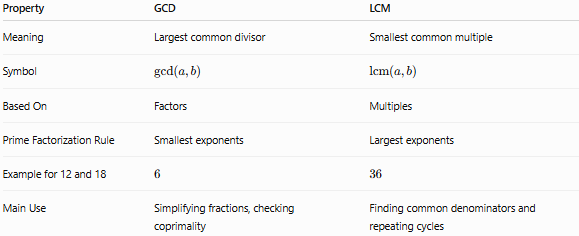 Property GCD LCM
Meaning Largest common divisor Smallest common multiple
Symbol gcd(a, b) lcm(a, b)
Based On Factors Multiples
Prime Factorization Rule Smallest exponents Largest exponents
Example for 12 and 18 6 36
Main Use Simplifying fractions, checking coprimality Finding common denominators and repeating cycles